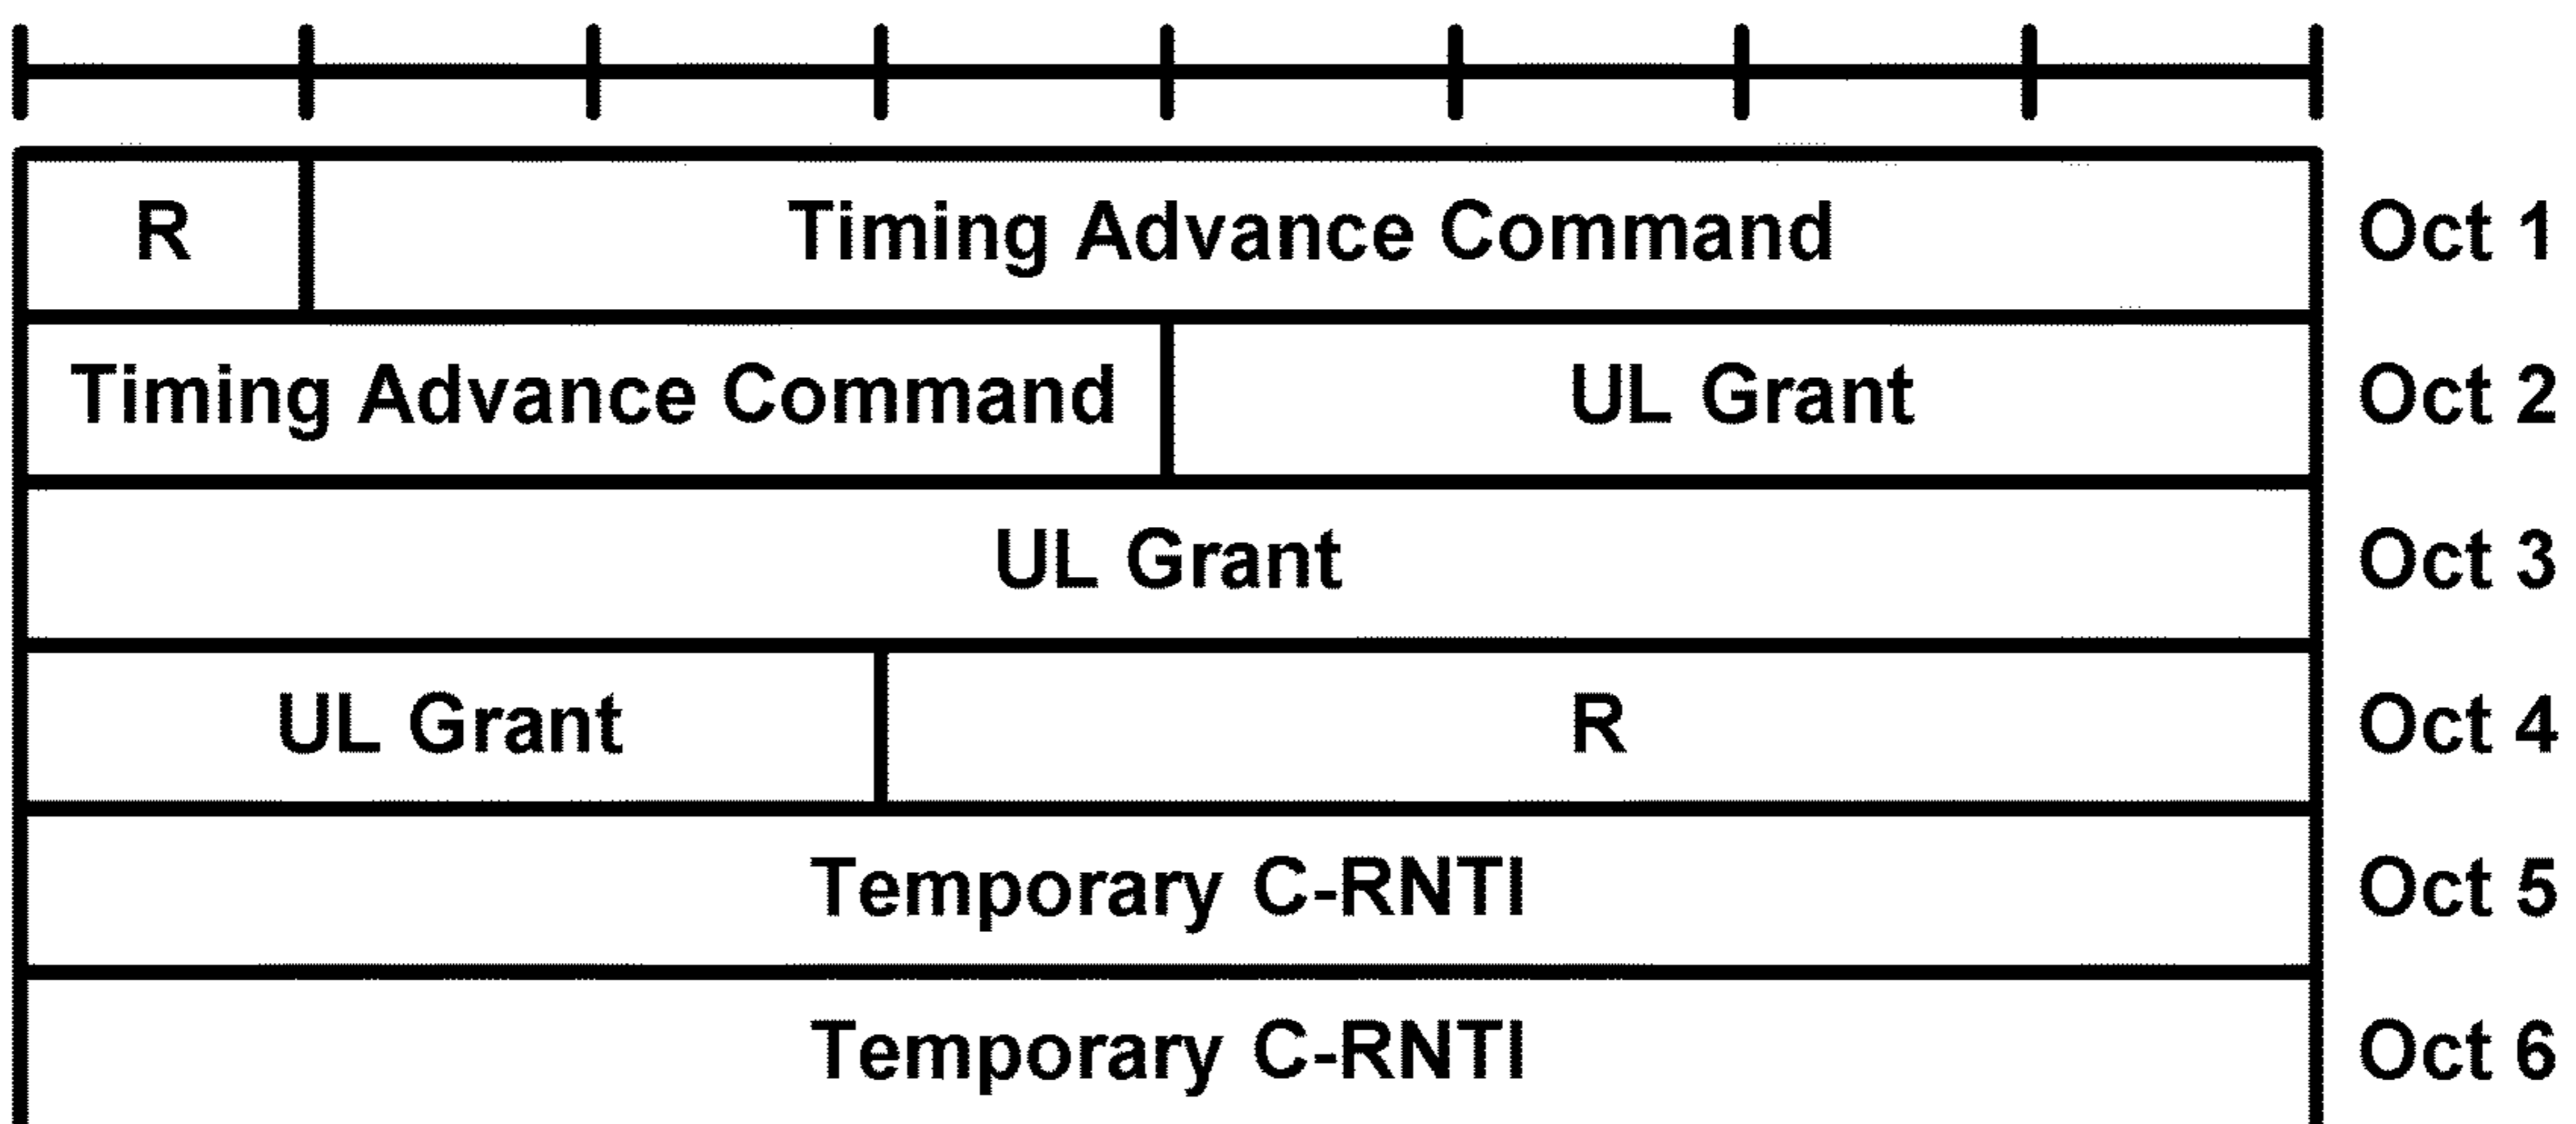 R Timing Advance Command Oct 1
Timing Advance Command UL Grant Oct 2
UL Grant Oct 3
UL Grant R Oct 4
Temporary C-RNTI Oct 5
Temporary C-RNTI Oct 6